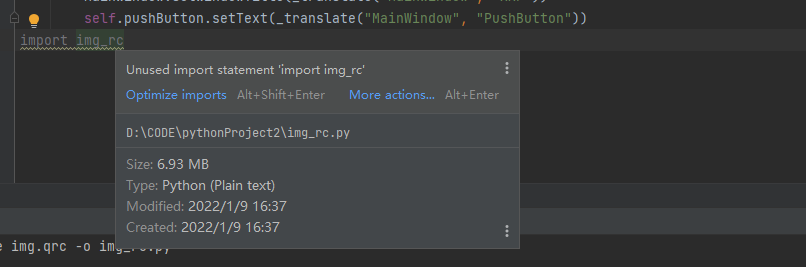 self.pushButton.setText(_translate("MainWindow", "PushButton"))
import img_rc
Unused import statement 'import img_rc'
Optimize imports Alt+Shift+Enter More actions... Alt+Enter
D:\CODE\pythonProject2\img_rc.py
Size: 6.93 MB
Type: Python (Plain text)
Modified: 2022/1/9 16:37
Created: 2022/1/9 16:37
e img.qrc -o img_rc.py